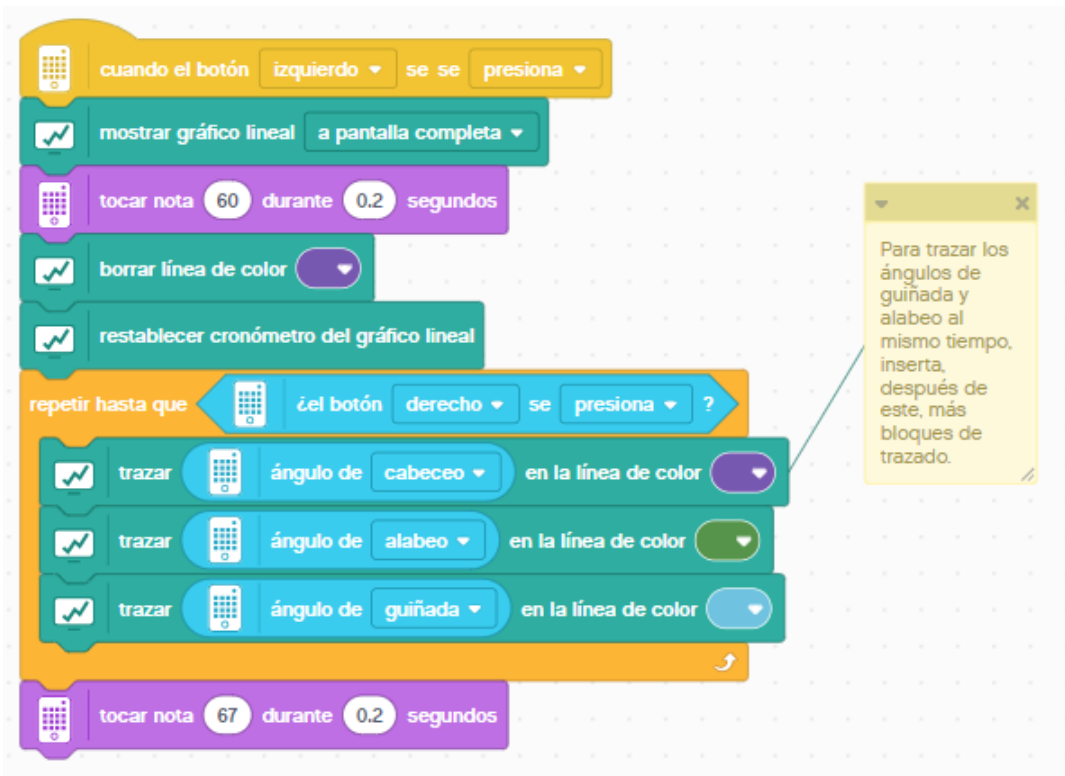 cuando el botón izquierdo se se presiona
mostrar gráfico lineal a pantalla completa
tocar nota 60 durante 0.2 segundos
borrar línea de color
restablecer cronómetro del gráfico lineal
repetir hasta que ¿el botón derecho se presiona ?
trazar ángulo de cabeceo en la línea de color
trazar ángulo de alabeo en la línea de color
trazar ángulo de guiñada en la línea de color
tocar nota 67 durante 0.2 segundos
Para trazar los
ángulos de
guiñada y
alabeo al
mismo tiempo,
inserta,
después de
este, más
bloques de
trazado.